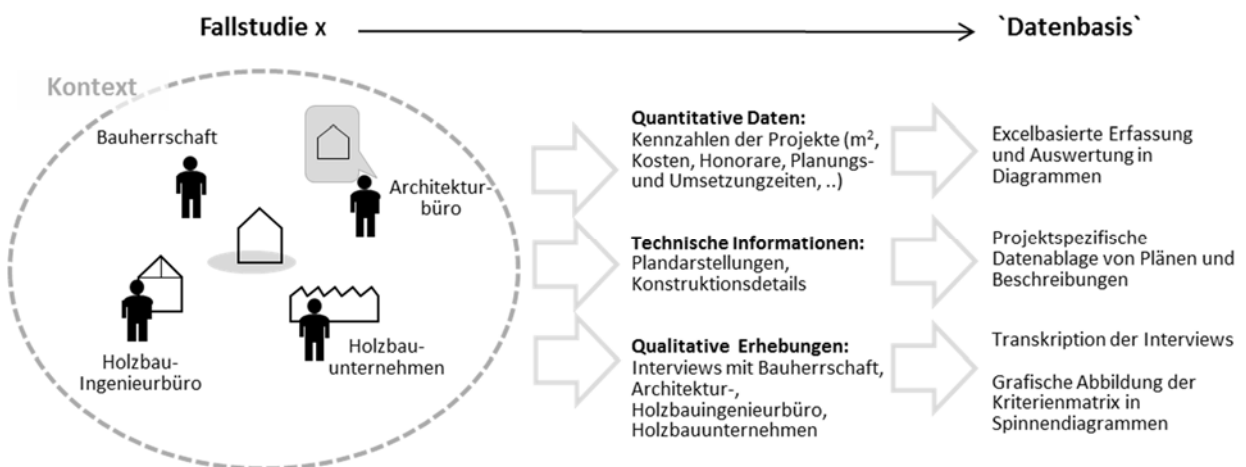 Fallstudie x
`Datenbasis`
Kontext
Bauherrschaft
Architektur-
büro
Holzbau-
Ingenieurbüro
Holzbau-
unternehmen
Quantitative Daten:
Kennzahlen der Projekte (m²,
Kosten, Honorare, Planungs-
und Umsetzungzeiten, ..)
Excelbasierte Erfassung
und Auswertung in
Diagrammen
Technische Informationen:
Plandarstellungen,
Konstruktionsdetails
Projektspezifische
Datenablage von Plänen und
Beschreibungen
Qualitative Erhebungen:
Interviews mit Bauherrschaft,
Architektur-,
Holzbauingenieurbüro,
Holzbauunternehmen
Transkription der Interviews
Grafische Abbildung der
Kriterienmatrix in
Spinnendiagrammen